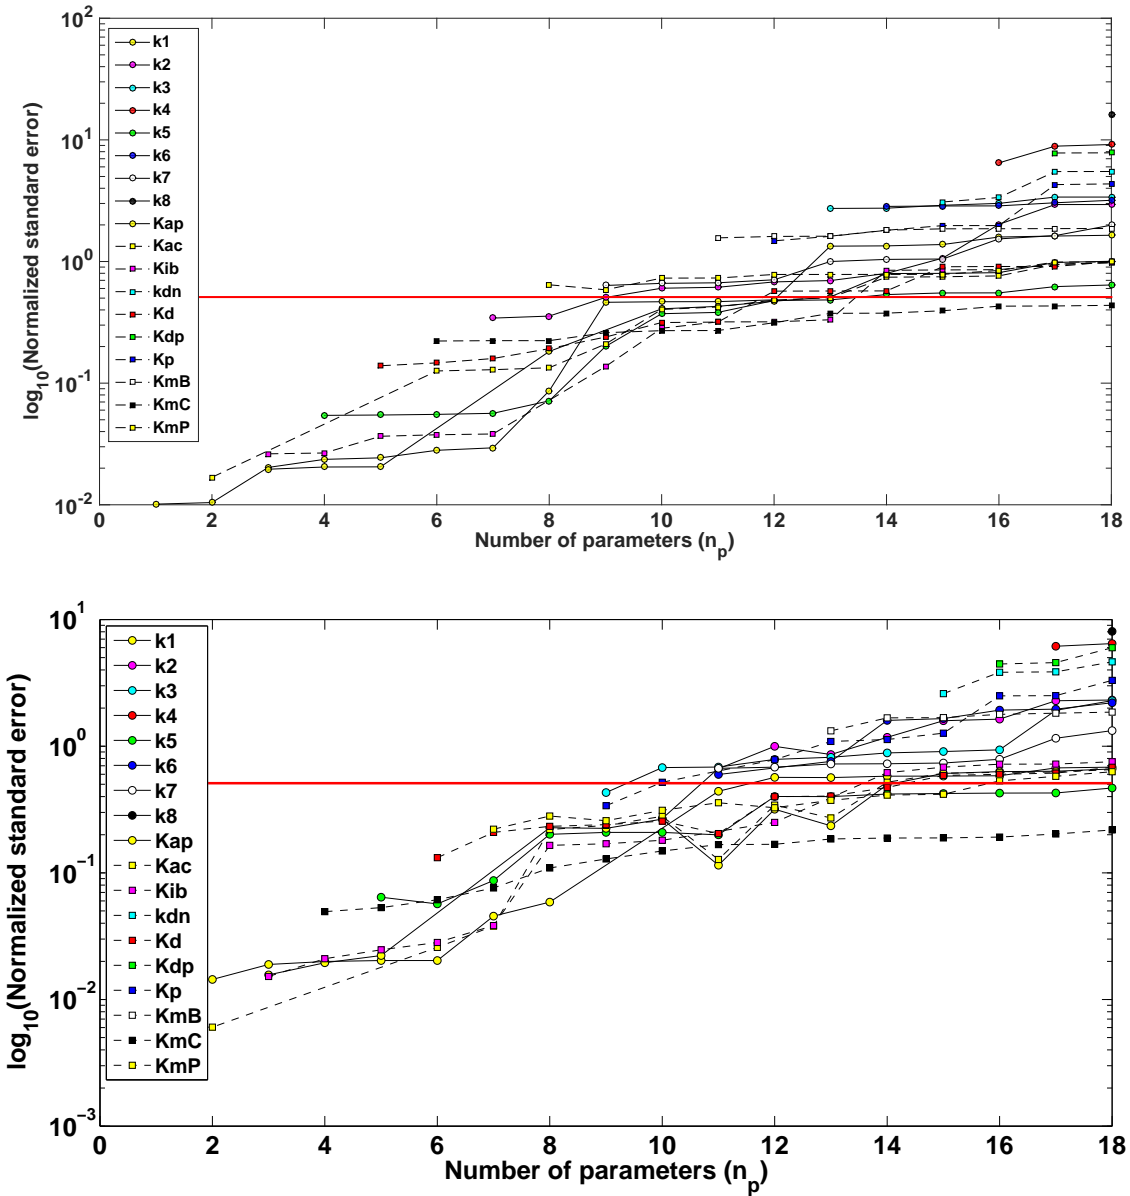 10^2
10^1
10^0
10^-1
10^-2
log10(Normalized standard error)
k1
k2
k3
k4
k5
k6
k7
k8
Kap
Kac
Kib
kdn
Kd
Kdp
Kp
KmB
KmC
KmP
0 2 4 6 8 10 12 14 16 18
Number of parameters (n_p)
10^1
10^0
10^-1
10^-2
10^-3
log10(Normalized standard error)
k1
k2
k3
k4
k5
k6
k7
k8
Kap
Kac
Kib
kdn
Kd
Kdp
Kp
KmB
KmC
KmP
0 2 4 6 8 10 12 14 16 18
Number of parameters (n_p)